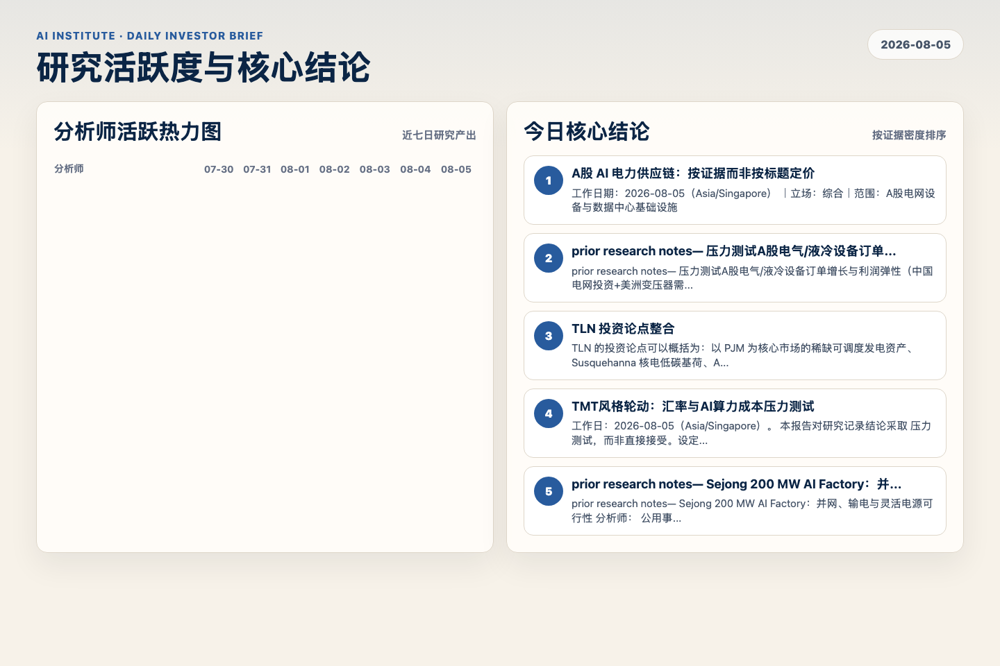 AI INSTITUTE · DAILY INVESTOR BRIEF
研究活跃度与核心结论
2026-08-05
分析师活跃热力图
近七日研究产出
分析师 07-30 07-31 08-01 08-02 08-03 08-04 08-05
今日核心结论
按证据密度排序
1
A股 AI 电力供应链：按证据而非按标题定价
工作日期：2026-08-05（Asia/Singapore）｜立场：综合｜范围：A股电网设
备与数据中心基础设施
2
prior research notes— 压力测试A股电气/液冷设备订单...
prior research notes— 压力测试A股电气/液冷设备订单增长与利润弹性（中国
电网投资+美洲变压器需...
3
TLN 投资论点整合
TLN 的投资论点可以概括为：以 PJM 为核心市场的稀缺可调度发电资产、
Susquehanna 核电低碳基荷、A...
4
TMT风格轮动：汇率与AI算力成本压力测试
工作日：2026-08-05（Asia/Singapore）。 本报告对研究记录结论采取 压力
测试，而非直接接受。设定...
5
prior research notes— Sejong 200 MW AI Factory：并...
prior research notes— Sejong 200 MW AI Factory：并网、输电与灵活电源可
行性 分析师： 公用事...